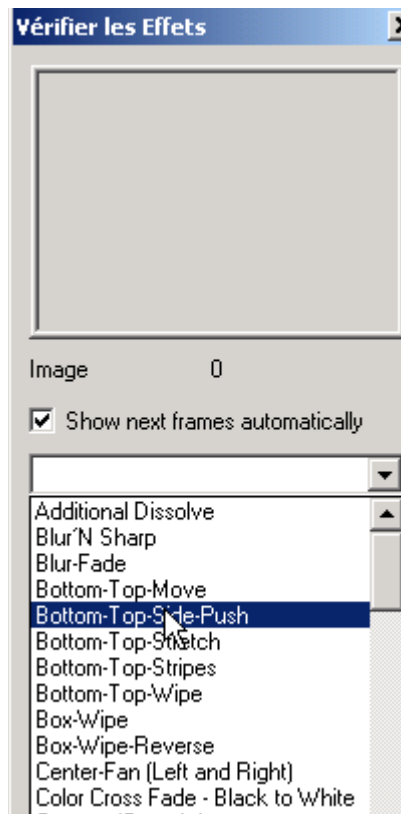 Vérifier les Effets
Image 0
Show next frames automatically
Additional Dissolve
Blur´N Sharp
Blur-Fade
Bottom-Top-Move
Bottom-Top-Side-Push
Bottom-Top-Stretch
Bottom-Top-Stripes
Bottom-Top-Wipe
Box-Wipe
Box-Wipe-Reverse
Center-Fan (Left and Right)
Color Cross Fade - Black to White